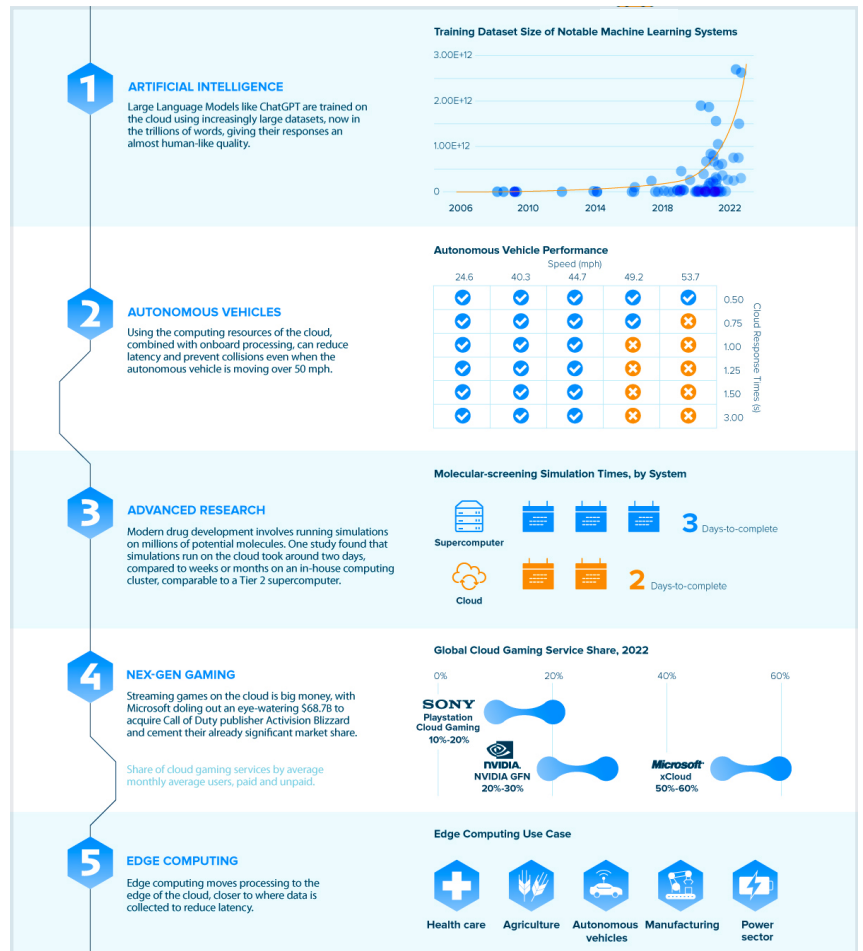 Training Dataset Size of Notable Machine Learning Systems
3.00E+12
2.00E+12
1.00E+12
0
2006 2010 2014 2018 2022
1
ARTIFICIAL INTELLIGENCE
Large Language Models like ChatGPT are trained on
the cloud using increasingly large datasets, now in
the trillions of words, giving their responses an
almost human-like quality.
Autonomous Vehicle Performance
Speed (mph)
24.6 40.3 44.7 49.2 53.7
0.50
0.75
1.00
1.25
1.50
3.00
Cloud Response Times (s)
2
AUTONOMOUS VEHICLES
Using the computing resources of the cloud,
combined with onboard processing, can reduce
latency and prevent collisions even when the
autonomous vehicle is moving over 50 mph.
Molecular-screening Simulation Times, by System
Supercomputer
3 Days-to-complete
Cloud
2 Days-to-complete
3
ADVANCED RESEARCH
Modern drug development involves running simulations
on millions of potential molecules. One study found that
simulations run on the cloud took around two days,
compared to weeks or months on an in-house computing
cluster, comparable to a Tier 2 supercomputer.
Global Cloud Gaming Service Share, 2022
0% 20% 40% 60%
SONY
Playstation
Cloud Gaming
10%-20%
NVIDIA.
NVIDIA GFN
20%-30%
Microsoft
xCloud
50%-60%
4
NEX-GEN GAMING
Streaming games on the cloud is big money, with
Microsoft doling out an eye-watering $68.7B to
acquire Call of Duty publisher Activision Blizzard
and cement their already significant market share.
Share of cloud gaming services by average
monthly average users, paid and unpaid.
Edge Computing Use Case
Health care
Agriculture
Autonomous
vehicles
Manufacturing
Power
sector
5
EDGE COMPUTING
Edge computing moves processing to the
edge of the cloud, closer to where data is
collected to reduce latency.